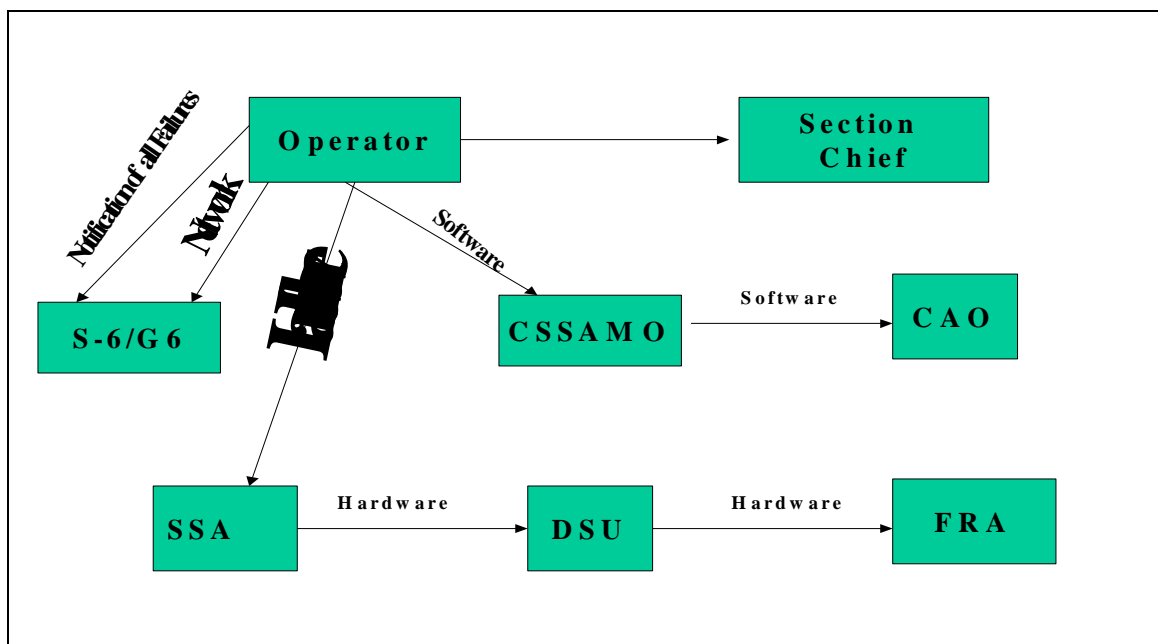 Operator
Section
Chief
Notification of all Failures
Network
Software
S-6/G6
CSSAMO
Software
CAO
SSA
Hardware
DSU
Hardware
FRA